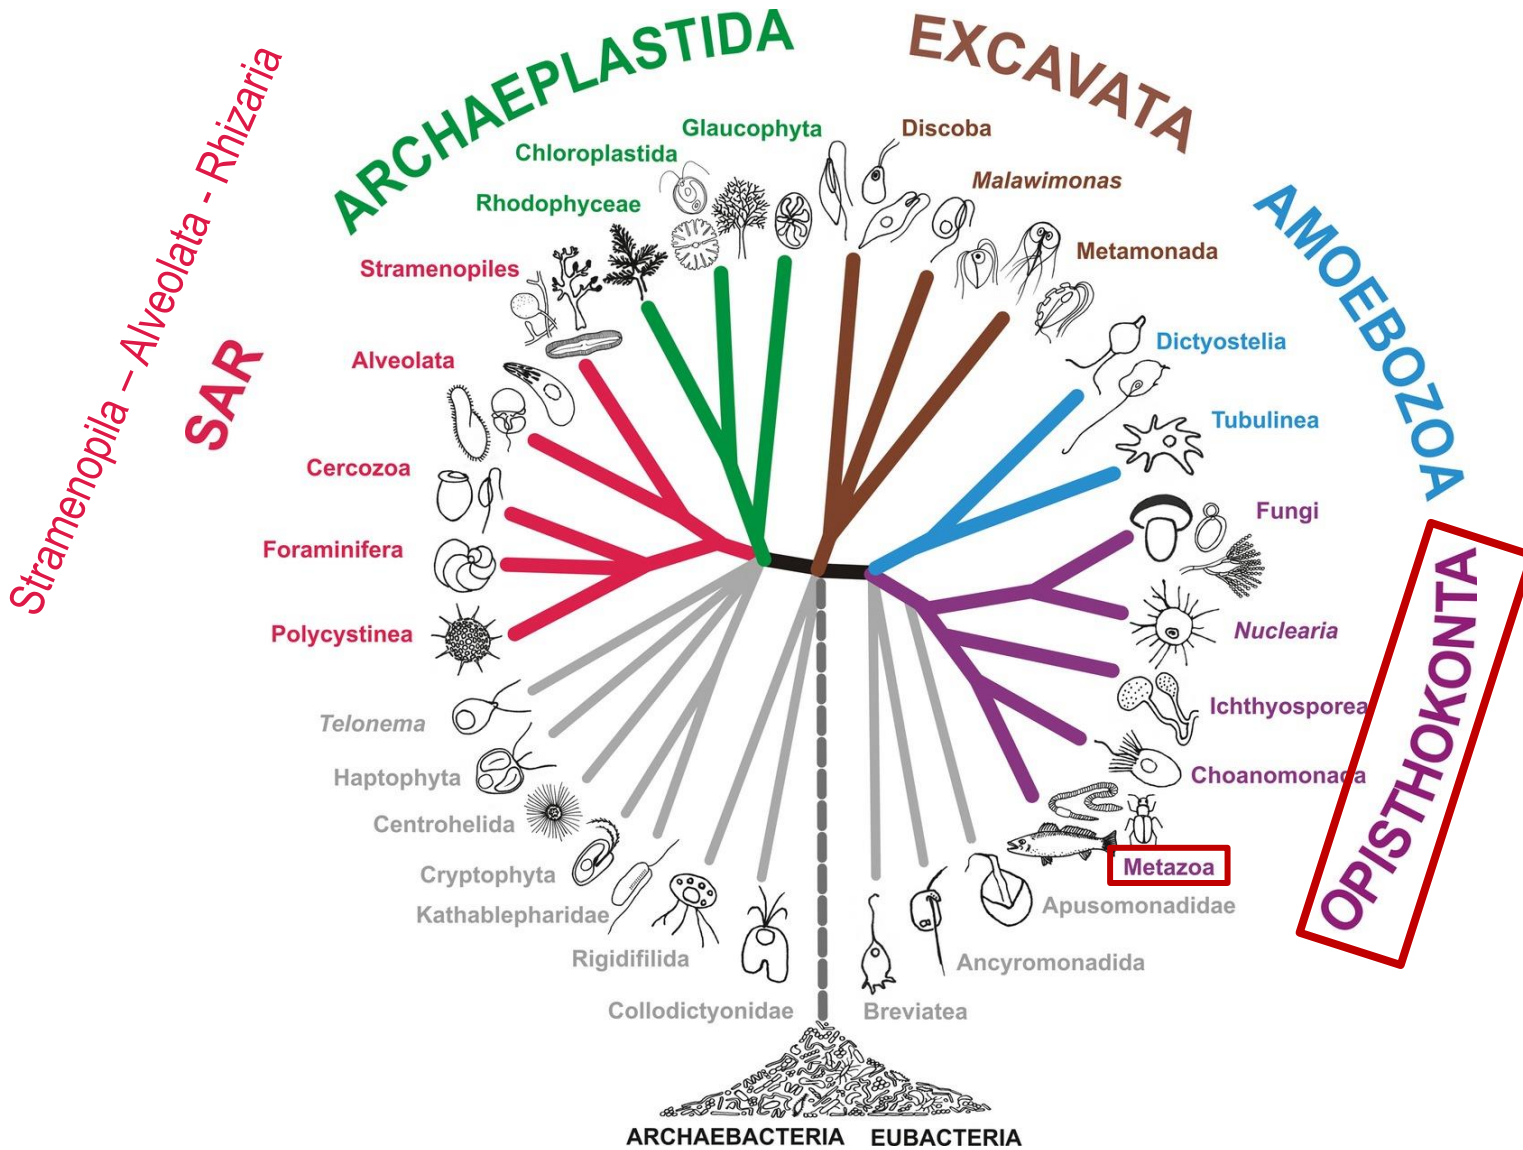 Stramenopila – Alveolata - Rhizaria
SAR
ARCHAEPLASTIDA
EXCAVATA
AMOEBOZOA
OPISTHOKONTA
Glaucophyta
Chloroplastida
Rhodophyceae
Stramenopiles
Alveolata
Cercozoa
Foraminifera
Polycystinea
Telonema
Haptophyta
Centrohelida
Cryptophyta
Kathablepharidae
Rigidifilida
Collodictyonidae
Discoba
Malawimonas
Metamonada
Dictyostelia
Tubulinea
Fungi
Nuclearia
Ichthyosporea
Choanomonada
Metazoa
Apusomonadidae
Ancyromonadida
Breviatea
ARCHAEBACTERIA EUBACTERIA